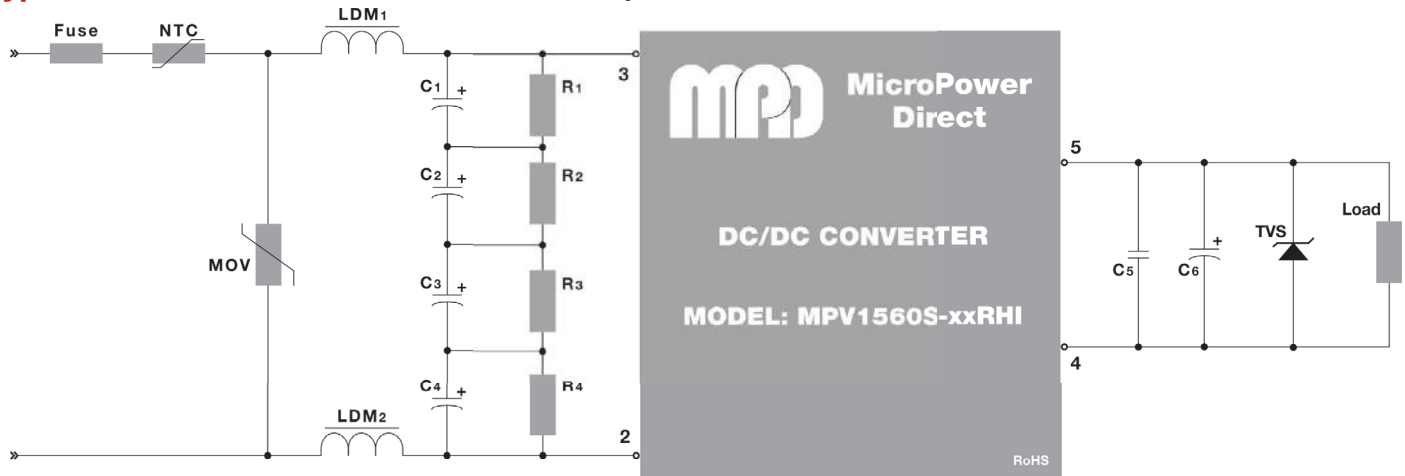 Fuse
NTC
LDM1
MOV
C1
+
R1
C2
+
R2
C3
+
R3
C4
+
R4
LDM2
3
2
MPD
MicroPower
Direct
DC/DC CONVERTER
MODEL: MPV1560S-xxRHI
RoHS
5
4
C5
C6
+
TVS
Load